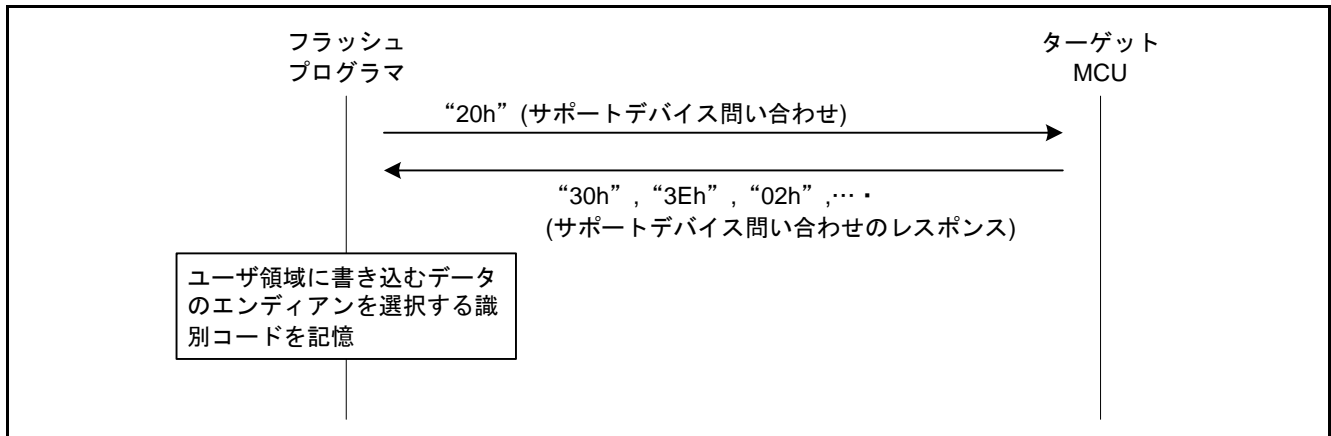 フラッシュ
プログラマ
ターゲット
MCU
“20h” (サポートデバイス問い合わせ)
“30h” , “3Eh” , “02h” ,…・
(サポートデバイス問い合わせのレスポンス)
ユーザ領域に書き込むデータ
のエンディアンを選択する識
別コードを記憶